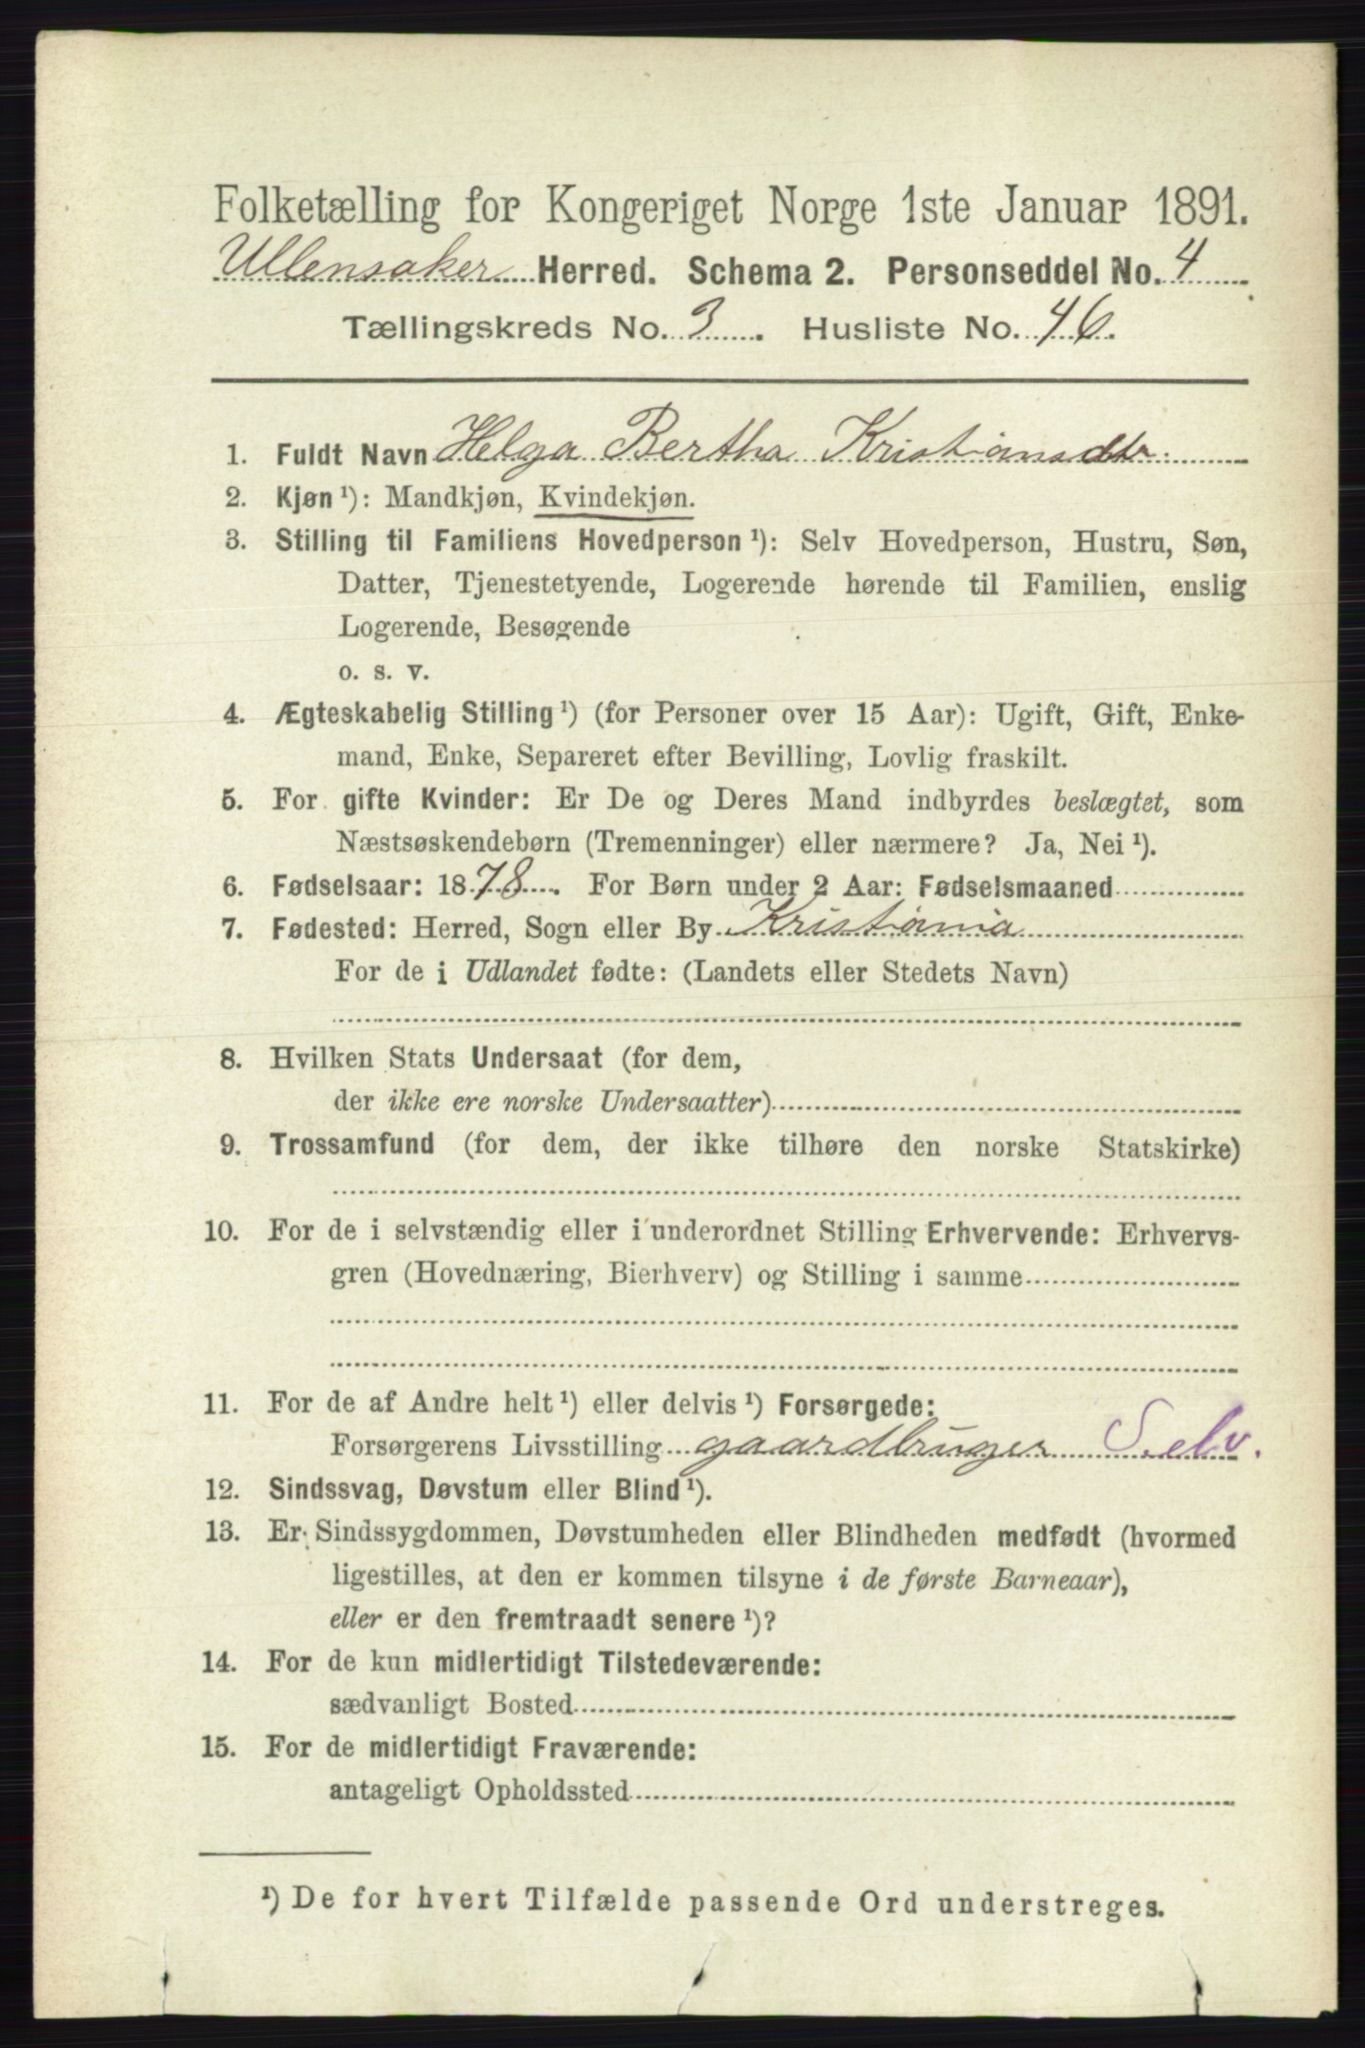 Folketælling for Kongeriget Norge 1ste Januar 1891.
Ullensaker Herred. Schema 2. Personseddel No. 4
Tællingskreds No. 3. Husliste No. 46.
1. Fuldt Navn Helga Bertha Kristiansdtr.
2. Kjøn ¹): Mandkjøn, Kvindekjøn.
3. Stilling til Familiens Hovedperson ¹): Selv Hovedperson, Hustru, Søn,
Datter, Tjenestetyende, Logerende hørende til Familien, enslig
Logerende, Besøgende
o. s. v.
4. Ægteskabelig Stilling ¹) (for Personer over 15 Aar): Ugift, Gift, Enke-
mand, Enke, Separeret efter Bevilling, Lovlig fraskilt.
5. For gifte Kvinder: Er De og Deres Mand indbyrdes beslægtet, som
Næstsøskendebørn (Tremenninger) eller nærmere? Ja, Nei ¹).
6. Fødselsaar: 1878. For Børn under 2 Aar: Fødselsmaaned
7. Fødested: Herred, Sogn eller By Kristiania
For de i Udlandet fødte: (Landets eller Stedets Navn)
8. Hvilken Stats Undersaat (for dem,
der ikke ere norske Undersaatter)
9. Trossamfund (for dem, der ikke tilhøre den norske Statskirke)
10. For de i selvstændig eller i underordnet Stilling Erhvervende: Erhvervs-
gren (Hovednæring, Bierhverv) og Stilling i samme
11. For de af Andre helt ¹) eller delvis ¹) Forsørgede:
Forsørgerens Livsstilling gaardbruger Selv.
12. Sindssvag, Døvstum eller Blind ¹).
13. Er Sindssygdommen, Døvstumheden eller Blindheden medfødt (hvormed
ligestilles, at den er kommen tilsyne i de første Barneaar),
eller er den fremtraadt senere ¹)?
14. For de kun midlertidigt Tilstedeværende:
sædvanligt Bosted
15. For de midlertidigt Fraværende:
antageligt Opholdssted
¹) De for hvert Tilfælde passende Ord understreges.